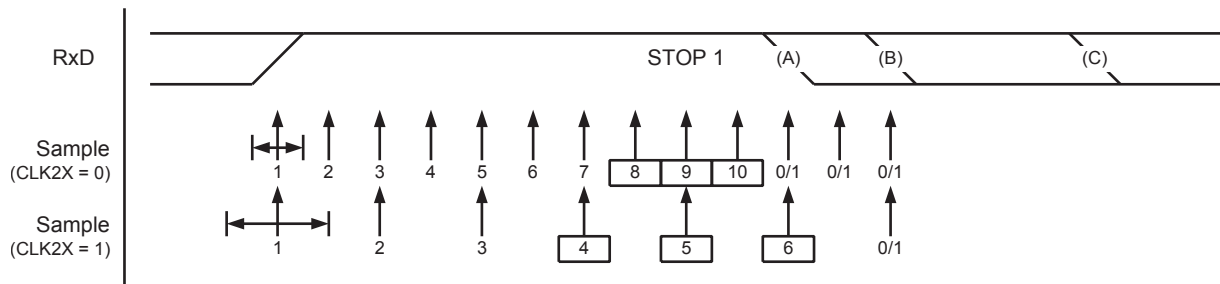 RxD STOP 1 (A) (B) (C)
Sample
(CLK2X = 0)
1 2 3 4 5 6 7 8 9 10 0/1 0/1 0/1
Sample
(CLK2X = 1)
1 2 3 4 5 6 0/1